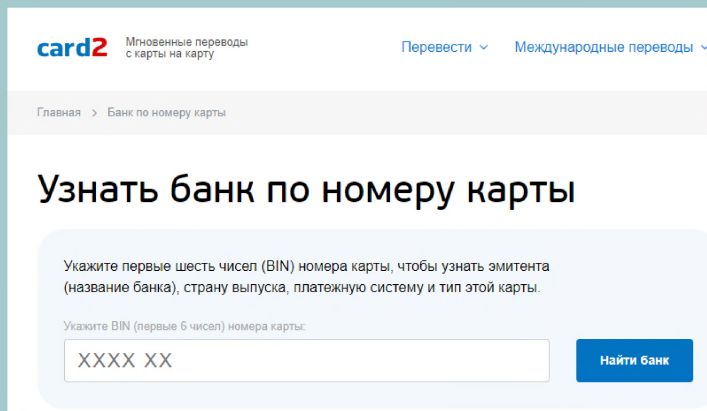 card2
Мгновенные переводы
с карты на карту
Перевести
Международные переводы
Главная > Банк по номеру карты
Узнать банк по номеру карты
Укажите первые шесть чисел (BIN) номера карты, чтобы узнать эмитента
(название банка), страну выпуска, платежную систему и тип этой карты.
Укажите BIN (первые 6 чисел) номера карты:
XXXX XX
Найти банк